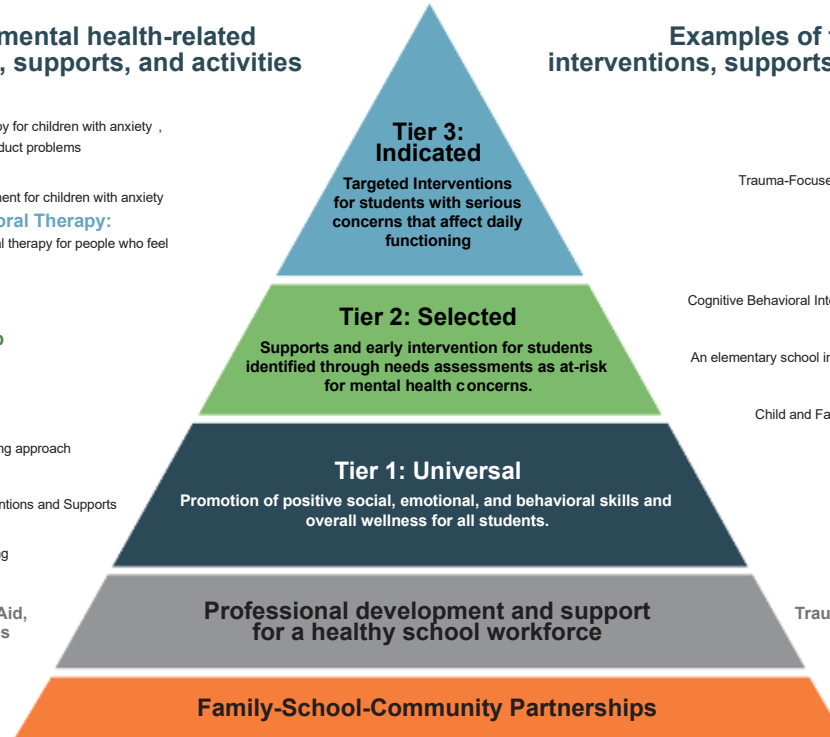 mental health-related
, supports, and activities
Examples of
interventions, supports
for children with anxiety ,
duct problems
ent for children with anxiety
oral Therapy:
therapy for people who feel
ng approach
ntions and Supports
ng
Aid,
s
Tier 3:
Indicated
Targeted Interventions
for students with serious
concerns that affect daily
functioning
Tier 2: Selected
Supports and early intervention for students
identified through needs assessments as at-risk
for mental health concerns.
Tier 1: Universal
Promotion of positive social, emotional, and behavioral skills and
overall wellness for all students.
Professional development and support
for a healthy school workforce
Family-School-Community Partnerships
Trauma-Focuse
Cognitive Behavioral Inte
An elementary school in
Child and Fa
Trau